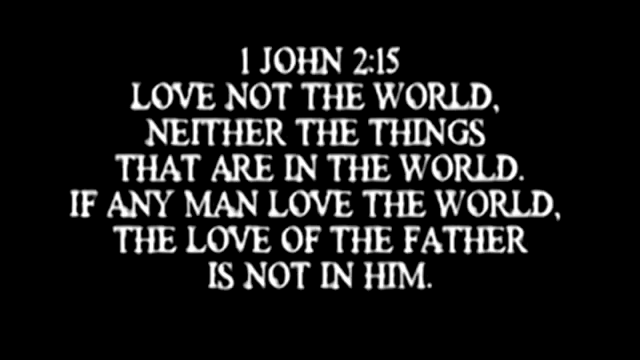 1 JOHN 2:15
LOVE NOT THE WORLD,
NEITHER THE THINGS
THAT ARE IN THE WORLD.
IF ANY MAN LOVE THE WORLD,
THE LOVE OF THE FATHER
IS NOT IN HIM.